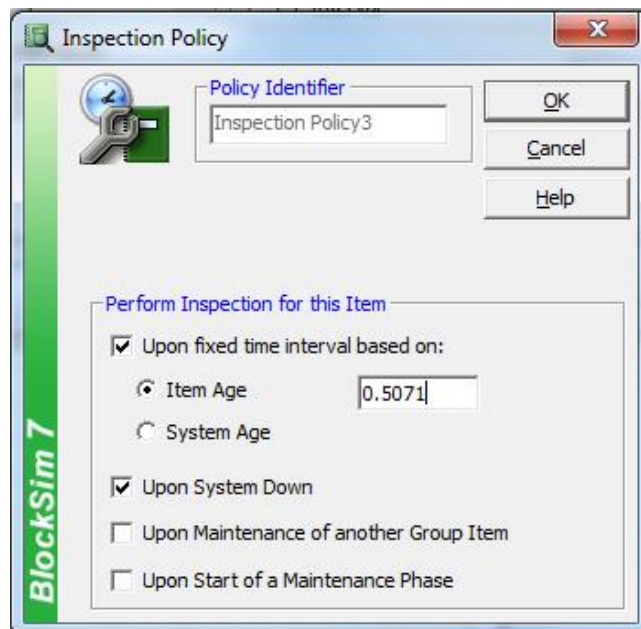 Inspection Policy
Policy Identifier
Inspection Policy3
OK
Cancel
Help
Perform Inspection for this Item
Upon fixed time interval based on:
Item Age 0.5071
System Age
Upon System Down
Upon Maintenance of another Group Item
Upon Start of a Maintenance Phase
BlockSim 7